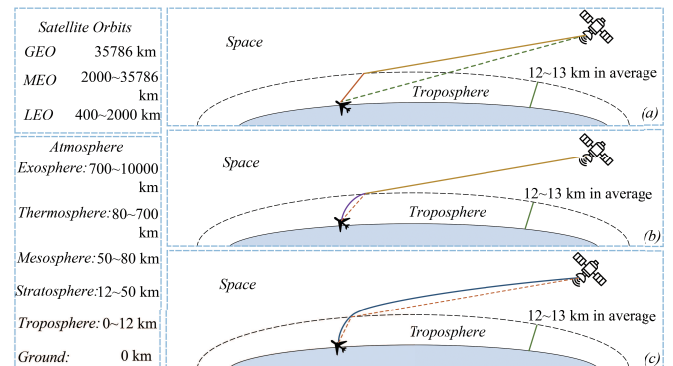 Satellite Orbits
GEO 35786 km
MEO 2000~35786
km
LEO 400~2000 km
Atmosphere
Exosphere: 700~10000
km
Thermosphere: 80~700
km
Mesosphere: 50~80 km
Stratosphere: 12~50 km
Troposphere: 0~12 km
Ground: 0 km
Space
12~13 km in average
Troposphere
(a)
Space
12~13 km in average
Troposphere
(b)
Space
12~13 km in average
Troposphere
(c)